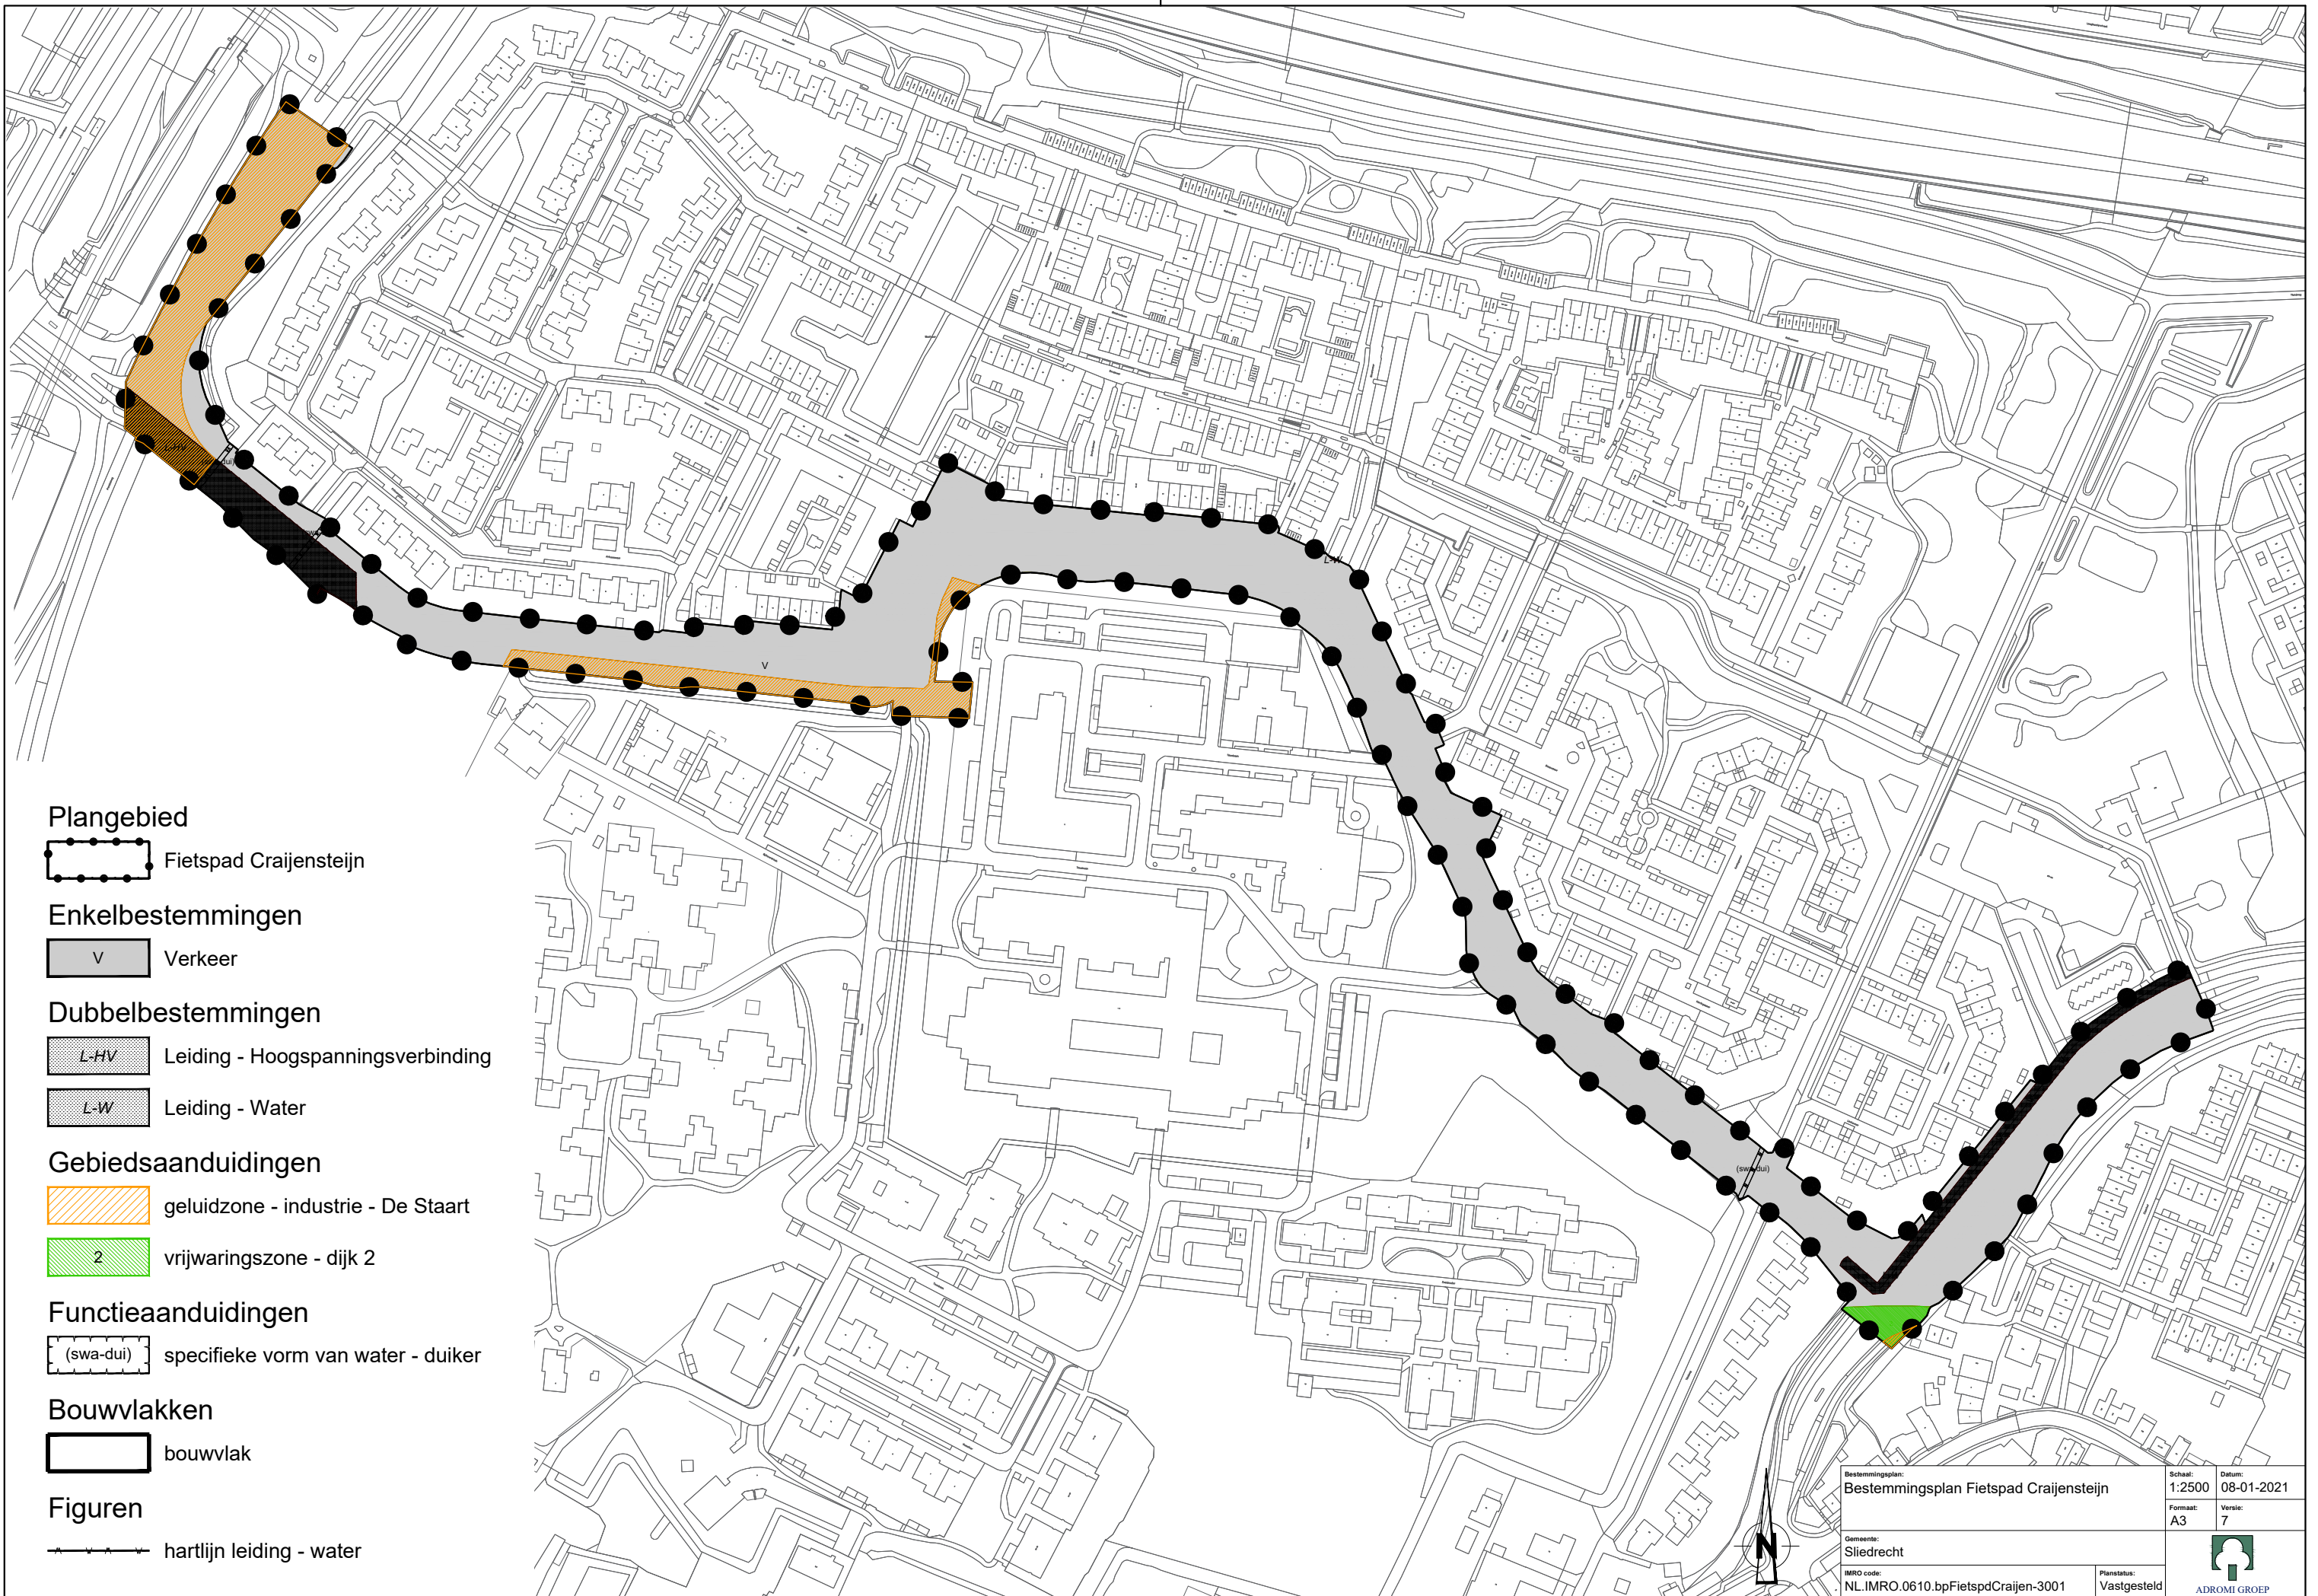 L-HV
V
L-W
(swa-dui)
Plangebied
Fietspad Craijensteijn
Enkelbestemmingen
V Verkeer
Dubbelbestemmingen
L-HV Leiding - Hoogspanningsverbinding
L-W Leiding - Water
Gebiedsaanduidingen
geluidzone - industrie - De Staart
2 vrijwaringszone - dijk 2
Functieaanduidingen
(swa-dui) specifieke vorm van water - duiker
Bouwvlakken
bouwvlak
Figuren
hartlijn leiding - water
N
Bestemmingsplan:
Bestemmingsplan Fietspad Craijensteijn
Schaal:
1:2500
Datum:
08-01-2021
Formaat:
A3
Versie:
7
Gemeente:
Sliedrecht
IMRO code:
NL.IMRO.0610.bpFietspdCraijen-3001
Planstatus:
Vastgesteld
ADROMI GROEP